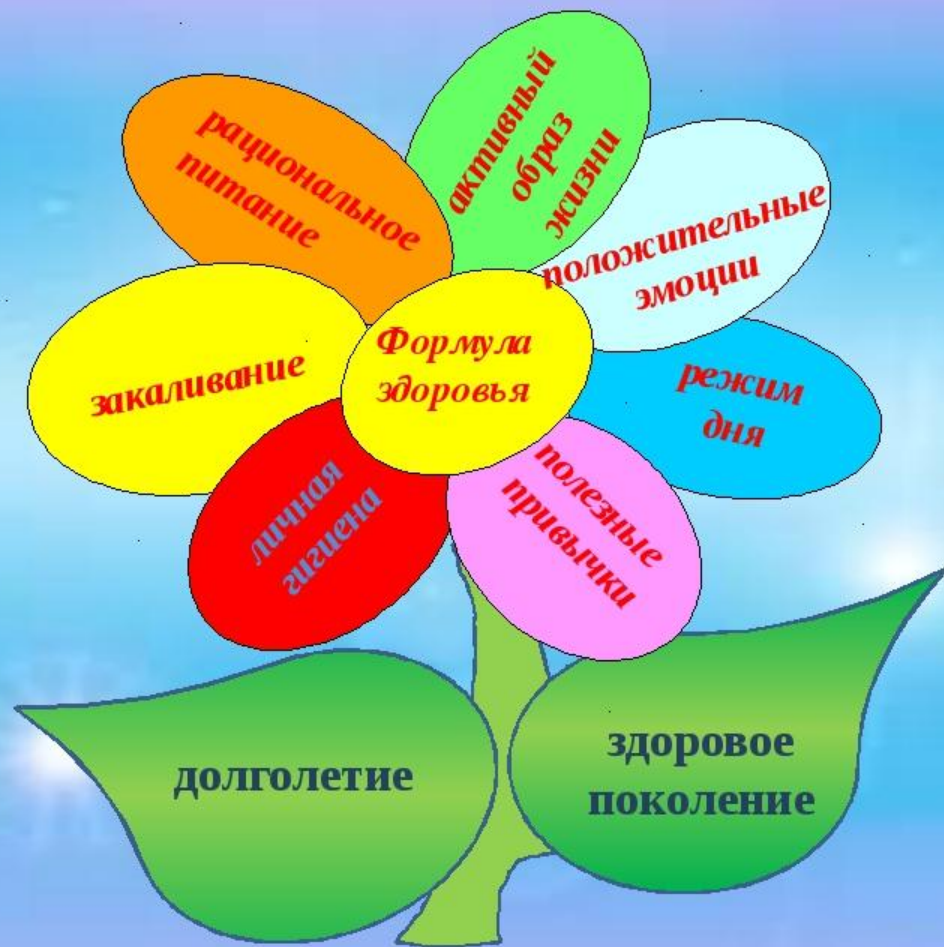 активный
образ
жизни
рациональное
питание
положительные
эмоции
закаливание
Формула
здоровья
режим
дня
личная
гигиена
полезные
привычки
долголетие
здоровое
поколение